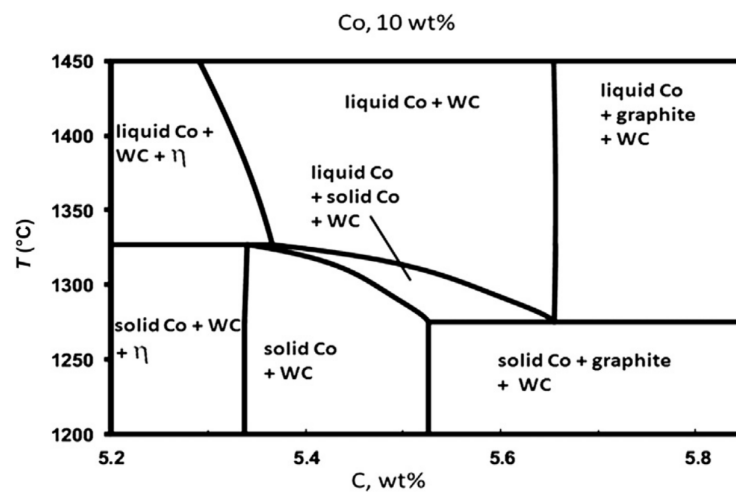 Co, 10 wt%
1450
1400
1350
1300
1250
1200
T (°C)
liquid Co +
WC + η
liquid Co + WC
liquid Co
+ graphite
+ WC
liquid Co
+ solid Co
+ WC
solid Co + WC
+ η
solid Co
+ WC
solid Co + graphite
+ WC
5.2
5.4
5.6
5.8
C, wt%